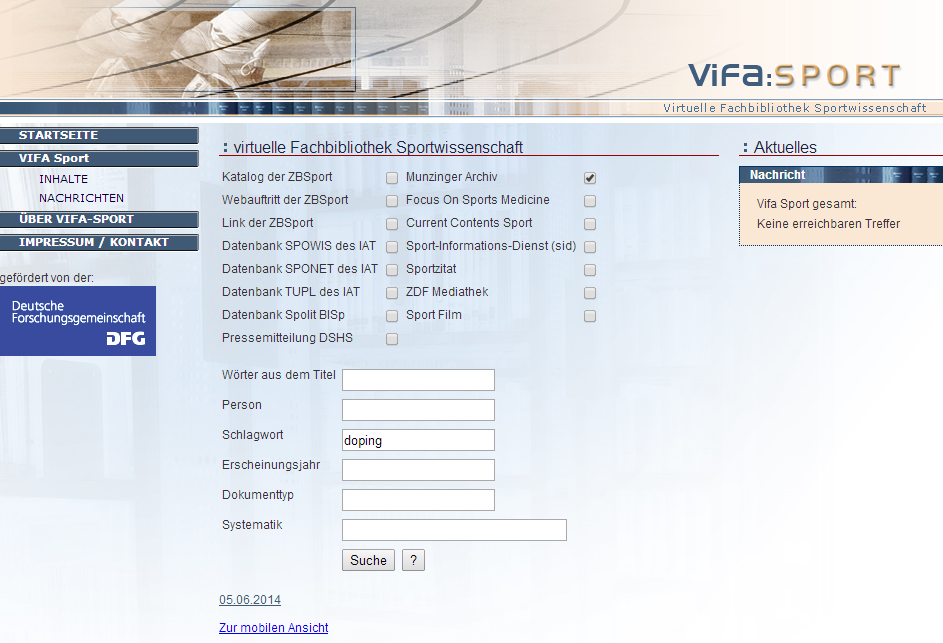 ViFa:SPORT
Virtuelle Fachbibliothek Sportwissenschaft
STARTSEITE
VIFA Sport
INHALTE
NACHRICHTEN
ÜBER VIFA-SPORT
IMPRESSUM / KONTAKT
gefördert von der:
Deutsche
Forschungsgemeinschaft
DFG
: virtuelle Fachbibliothek Sportwissenschaft
Katalog der ZBSport Munzinger Archiv
Webauftritt der ZBSport Focus On Sports Medicine
Link der ZBSport Current Contents Sport
Datenbank SPOWIS des IAT Sport-Informations-Dienst (sid)
Datenbank SPONET des IAT Sportzitat
Datenbank TUPL des IAT ZDF Mediathek
Datenbank Spolit BISp Sport Film
Pressemitteilung DSHS
Wörter aus dem Titel
Person
Schlagwort doping
Erscheinungsjahr
Dokumenttyp
Systematik
Suche ?
05.06.2014
Zur mobilen Ansicht
: Aktuelles
Nachricht
Vifa Sport gesamt:
Keine erreichbaren Treffer